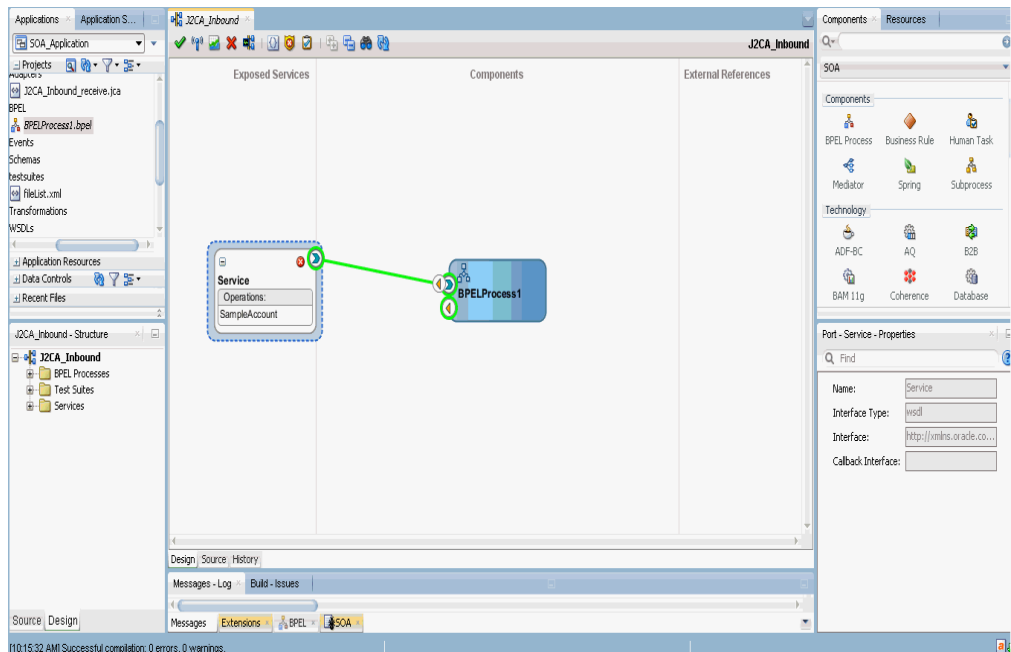 Applications
Application S...
SOA_Application
Projects
Adapters
J2CA_Inbound_receive.jca
BPEL
BPELProcess1.bpel
Events
Schemas
testsuites
fileList.xml
Transformations
WSDLs
Application Resources
Data Controls
Recent Files
J2CA_Inbound - Structure
J2CA_Inbound
BPEL Processes
Test Suites
Services
Source
Design
[10:15:32 AM] Successful compilation: 0 errors, 0 warnings.
J2CA_Inbound
J2CA_Inbound
Exposed Services
Components
External References
Service
Operations:
SampleAccount
BPELProcess1
Design
Source
History
Messages - Log
Build - Issues
Messages
Extensions
BPEL
SOA
Components
Resources
SOA
Components
BPEL Process
Business Rule
Human Task
Mediator
Spring
Subprocess
Technology
ADF-BC
AQ
B2B
BAM 11g
Coherence
Database
Port - Service - Properties
Find
Name:
Service
Interface Type:
wsdl
Interface:
http://xmlns.oracle.co...
Callback Interface: